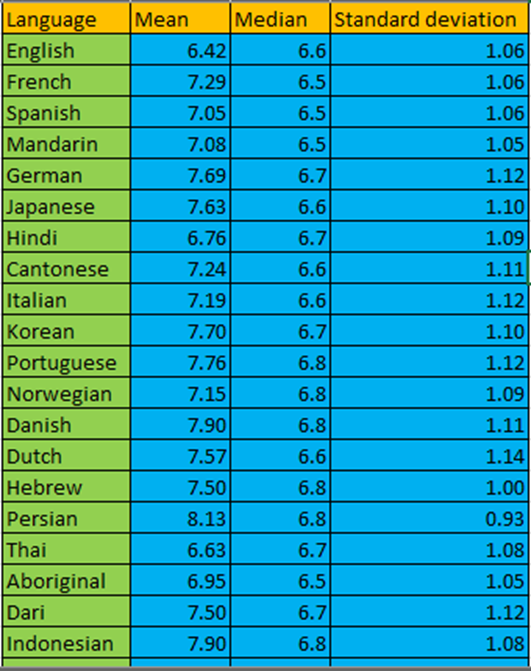 Language Mean Median Standard deviation
English 6.42 6.6 1.06
French 7.29 6.5 1.06
Spanish 7.05 6.5 1.06
Mandarin 7.08 6.5 1.05
German 7.69 6.7 1.12
Japanese 7.63 6.6 1.10
Hindi 6.76 6.7 1.09
Cantonese 7.24 6.6 1.11
Italian 7.19 6.6 1.12
Korean 7.70 6.7 1.10
Portuguese 7.76 6.8 1.12
Norwegian 7.15 6.8 1.09
Danish 7.90 6.8 1.11
Dutch 7.57 6.6 1.14
Hebrew 7.50 6.8 1.00
Persian 8.13 6.8 0.93
Thai 6.63 6.7 1.08
Aboriginal 6.95 6.5 1.05
Dari 7.50 6.7 1.12
Indonesian 7.90 6.8 1.08